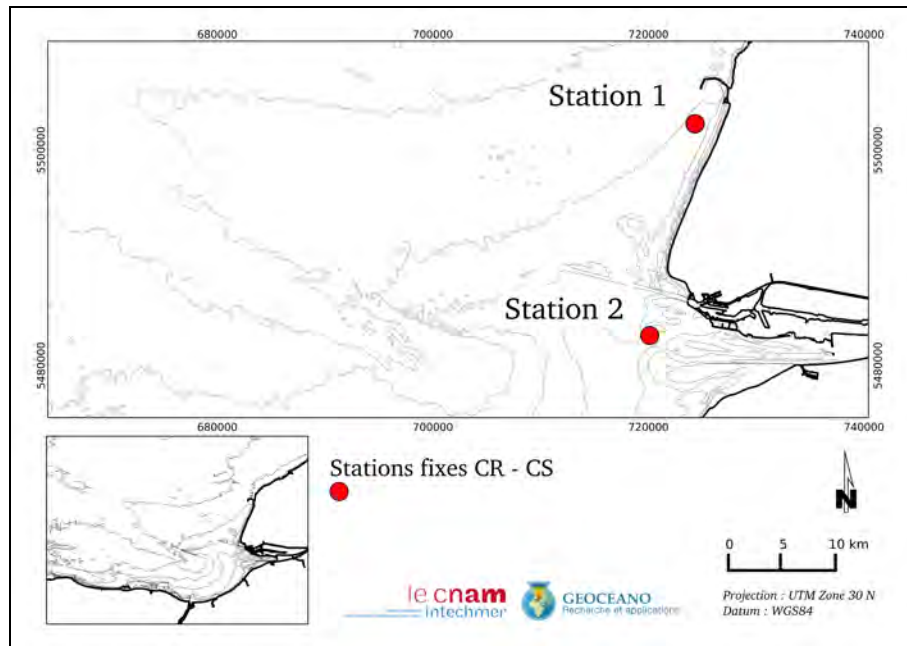 680000 700000 720000 740000
Station 1
5500000 5500000
Station 2
5480000 5480000
680000 700000 720000 740000
Stations fixes CR - CS
N
0 5 10 km
le cnam
intechmer
GEOCEANO
Recherche et applications
Projection : UTM Zone 30 N
Datum : WGS84